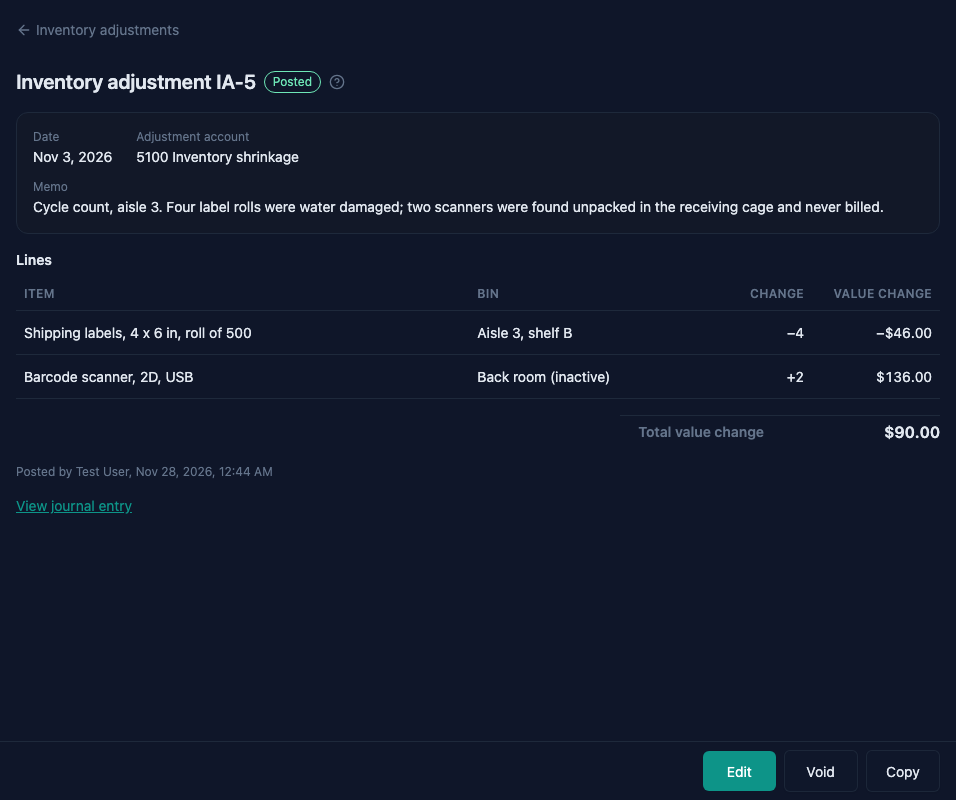 Inventory adjustments
Inventory adjustment IA-5 Posted ?
Date Adjustment account
Nov 3, 2026 5100 Inventory shrinkage
Memo
Cycle count, aisle 3. Four label rolls were water damaged; two scanners were found unpacked in the receiving cage and never billed.
Lines
ITEM BIN CHANGE VALUE CHANGE
Shipping labels, 4 x 6 in, roll of 500 Aisle 3, shelf B −4 −$46.00
Barcode scanner, 2D, USB Back room (inactive) +2 $136.00
Total value change $90.00
Posted by Test User, Nov 28, 2026, 12:44 AM
View journal entry
Edit Void Copy